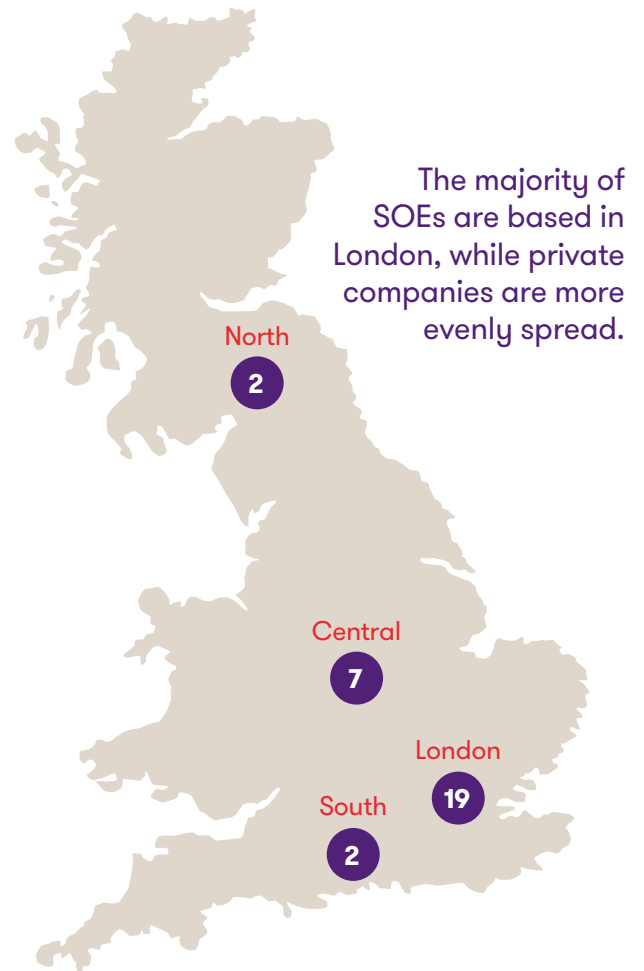 The majority of
SOEs are based in
London, while private
companies are more
evenly spread.
North
2
Central
7
London
19
South
2